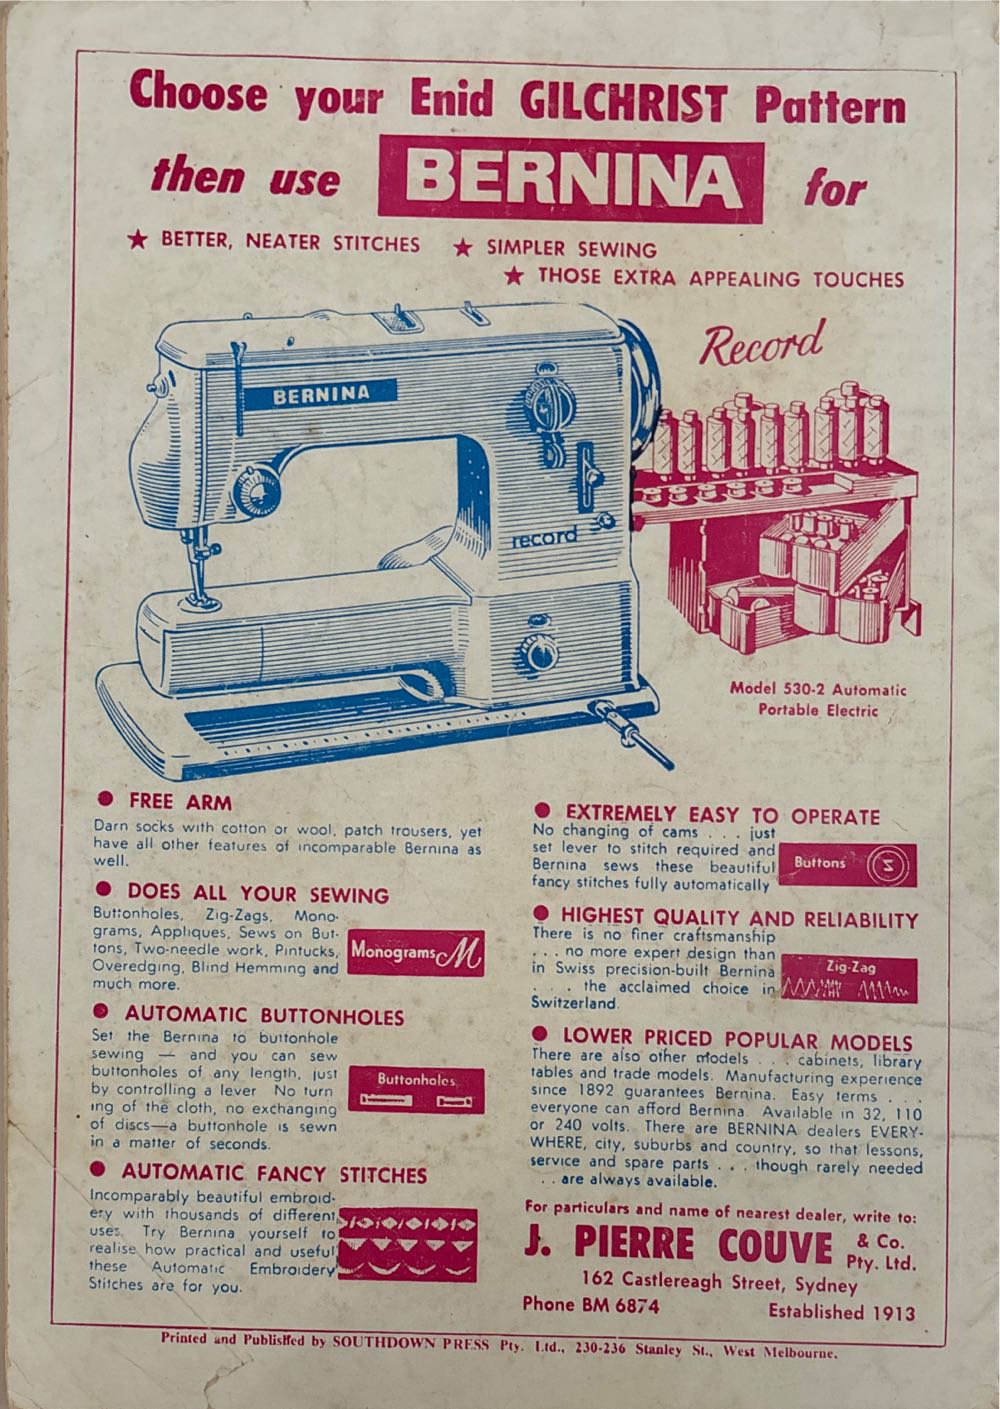 Choose your Enid GILCHRIST Pattern
then use BERNINA for
★ BETTER, NEATER STITCHES ★ SIMPLER SEWING
★ THOSE EXTRA APPEALING TOUCHES
Record
BERNINA
record
Model 530-2 Automatic
Portable Electric
● FREE ARM
Darn socks with cotton or wool, patch trousers, yet
have all other features of incomparable Bernina as
well.
● DOES ALL YOUR SEWING
Buttonholes, Zig-Zags, Mono-
grams, Appliques, Sews on But-
tons, Two-needle work, Pintucks,
Overedging, Blind Hemming and
much more.
Monograms M
● AUTOMATIC BUTTONHOLES
Set the Bernina to buttonhole
sewing — and you can sew
buttonholes of any length, just
by controlling a lever No turn
ing of the cloth, no exchanging
of discs—a buttonhole is sewn
in a matter of seconds.
Buttonholes
● AUTOMATIC FANCY STITCHES
Incomparably beautiful embroid-
ery with thousands of different
uses. Try Bernina yourself to
realise how practical and useful
these Automatic Embroidery
Stitches are for you.
● EXTREMELY EASY TO OPERATE
No changing of cams . . . just
set lever to stitch required and
Bernina sews these beautiful
fancy stitches fully automatically
Buttons
● HIGHEST QUALITY AND RELIABILITY
There is no finer craftsmanship
. . . no more expert design than
in Swiss precision-built Bernina
. . . the acclaimed choice in
Switzerland.
Zig-Zag
● LOWER PRICED POPULAR MODELS
There are also other models . . . cabinets, library
tables and trade models. Manufacturing experience
since 1892 guarantees Bernina. Easy terms . . .
everyone can afford Bernina. Available in 32, 110
or 240 volts. There are BERNINA dealers EVERY-
WHERE, city, suburbs and country, so that lessons,
service and spare parts . . . though rarely needed
. . are always available.
For particulars and name of nearest dealer, write to:
J. PIERRE COUVE & Co. Pty. Ltd.
162 Castlereagh Street, Sydney
Phone BM 6874 Established 1913
Printed and Published by SOUTHDOWN PRESS Pty. Ltd., 230-236 Stanley St., West Melbourne.